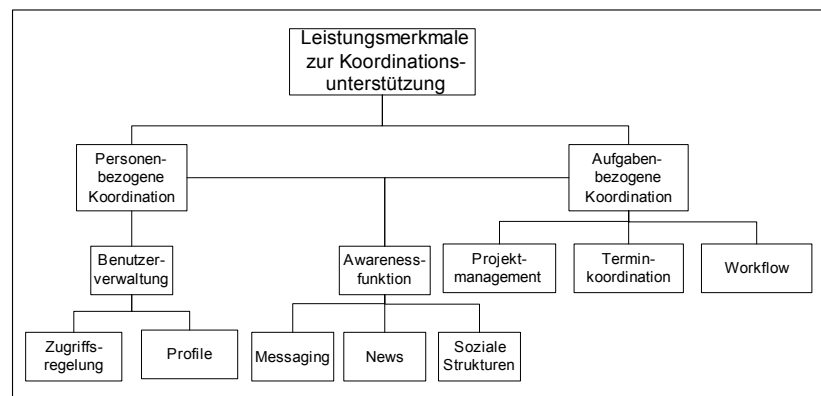 Leistungsmerkmale
zur Koordinations-
unterstützung
Personen-
bezogene
Koordination
Aufgaben-
bezogene
Koordination
Benutzer-
verwaltung
Awareness-
funktion
Projekt-
management
Termin-
koordination
Workflow
Zugriffs-
regelung
Profile
Messaging
News
Soziale
Strukturen